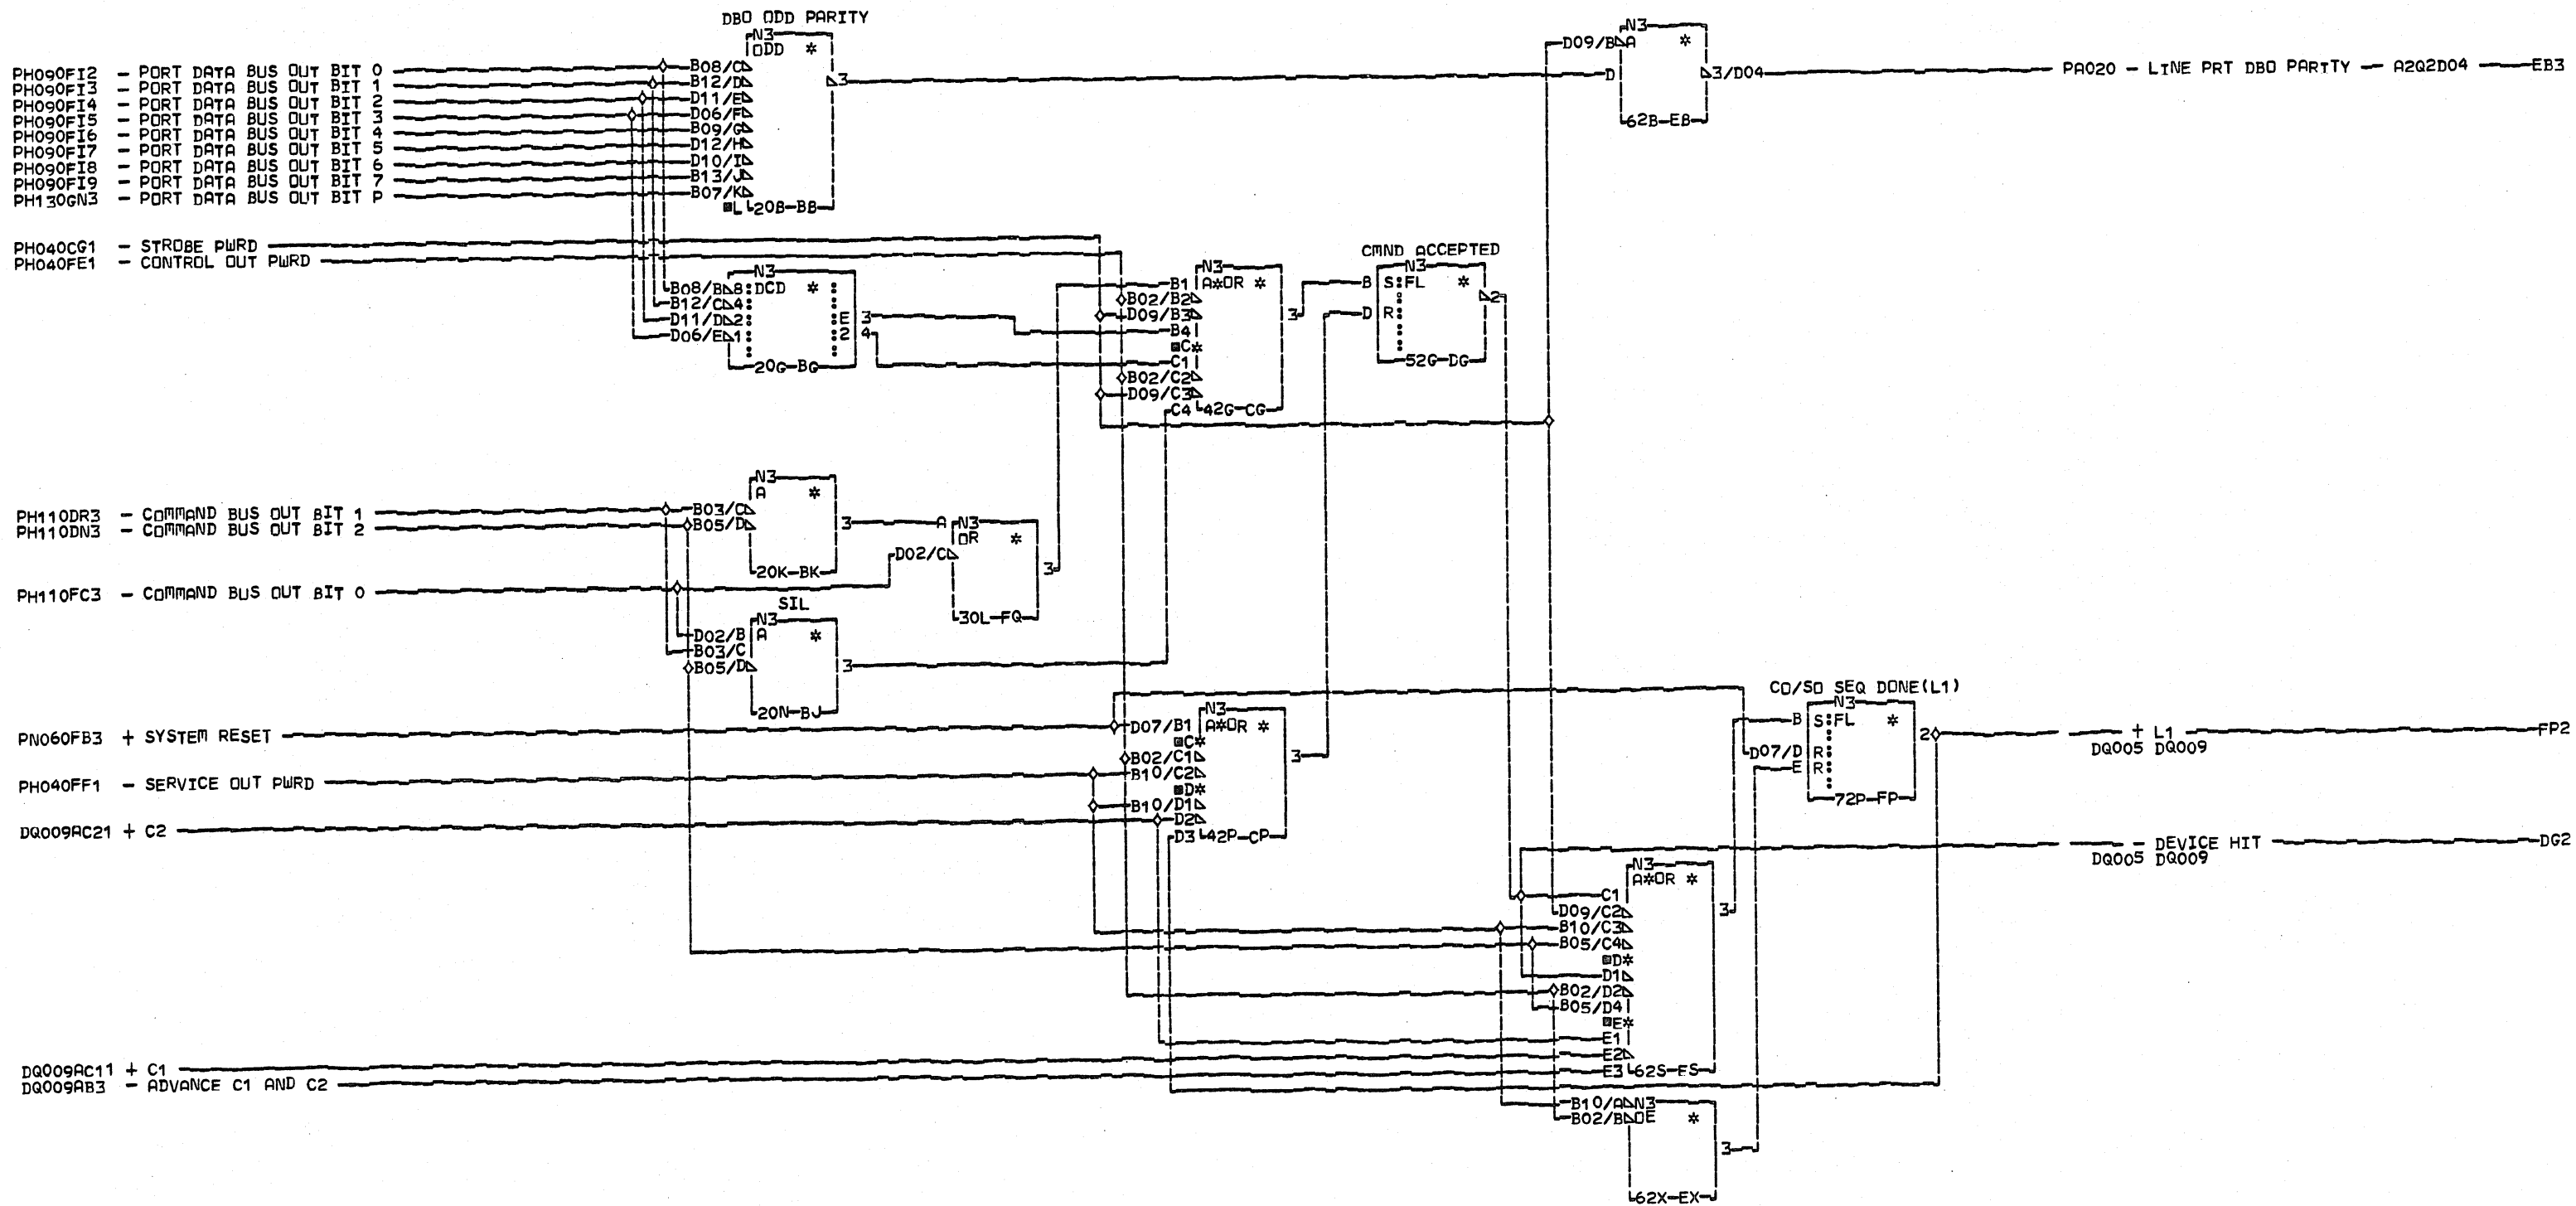 DBO ODD PARITY
N3
ODD *
PH090FI2 - PORT DATA BUS OUT BIT 0
PH090FI3 - PORT DATA BUS OUT BIT 1
PH090FI4 - PORT DATA BUS OUT BIT 2
PH090FI5 - PORT DATA BUS OUT BIT 3
PH090FI6 - PORT DATA BUS OUT BIT 4
PH090FI7 - PORT DATA BUS OUT BIT 5
PH090FI8 - PORT DATA BUS OUT BIT 6
PH090FI9 - PORT DATA BUS OUT BIT 7
PH130GN3 - PORT DATA BUS OUT BIT P
B08/C
B12/D
D11/E
D06/F
B09/G
D12/H
D10/I
B13/J
B07/K
L
20B-BB
3
N3
D09/B A *
D
3/D04
62B-EB
PA020 - LINE PRT DBO PARITY - A2Q2D04 EB3
PH040CG1 - STROBE PWRD
PH040FE1 - CONTROL OUT PWRD
N3
B08/B 8 DCD *
B12/C 4
D11/D 2 E 3
D06/E 1 2 4
20G-BG
N3
B1 A*OR *
B02/B2
D09/B3
B4
C*
C1
B02/C2
D09/C3
C4 42G-CG
3
CMND ACCEPTED
N3
B S FL *
D R
2
52G-DG
PH110DR3 - COMMAND BUS OUT BIT 1
PH110DN3 - COMMAND BUS OUT BIT 2
N3
A *
B03/C
B05/D
3
20K-BK
A N3
OR *
D02/C
3
30L-FQ
PH110FC3 - COMMAND BUS OUT BIT 0
SIL
N3
D02/B A *
B03/C
B05/D
3
20N-BJ
PN060FB3 + SYSTEM RESET
PH040FF1 - SERVICE OUT PWRD
DQ009AC21 + C2
N3
D07/B1 A*OR *
C*
B02/C1
B10/C2
D*
B10/D1
D2
D3 42P-CP
3
CO/SO SEQ DONE(L1)
N3
B S FL *
D07/D R
E R
2
72P-FP
+ L1 FP2
DQ005 DQ009
- DEVICE HIT DG2
DQ005 DQ009
N3
A*OR *
C1
D09/C2
B10/C3
B05/C4
D*
D1
B02/D2
B05/D4
E*
E1
E2
E3 62S-ES
3
DQ009AC11 + C1
DQ009AB3 - ADVANCE C1 AND C2
B10/A N3
B02/B OE *
3
62X-EX